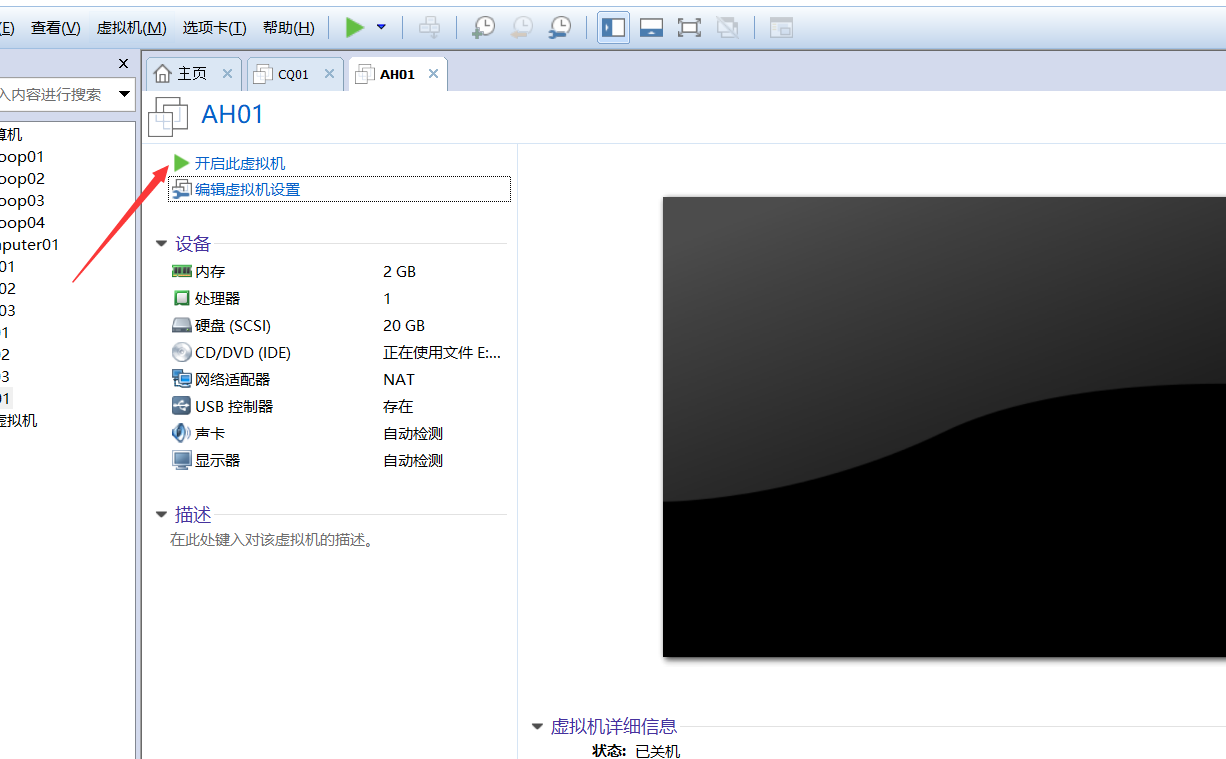 (E) 查看(V) 虚拟机(M) 选项卡(T) 帮助(H)
入内容进行搜索
主页 CQ01 AH01
算机
oop01
oop02
oop03
oop04
puter01
01
02
03
1
2
3
01
虚拟机
AH01
开启此虚拟机
编辑虚拟机设置
设备
内存 2 GB
处理器 1
硬盘 (SCSI) 20 GB
CD/DVD (IDE) 正在使用文件 E:...
网络适配器 NAT
USB 控制器 存在
声卡 自动检测
显示器 自动检测
描述
在此处键入对该虚拟机的描述。
虚拟机详细信息
状态: 已关机